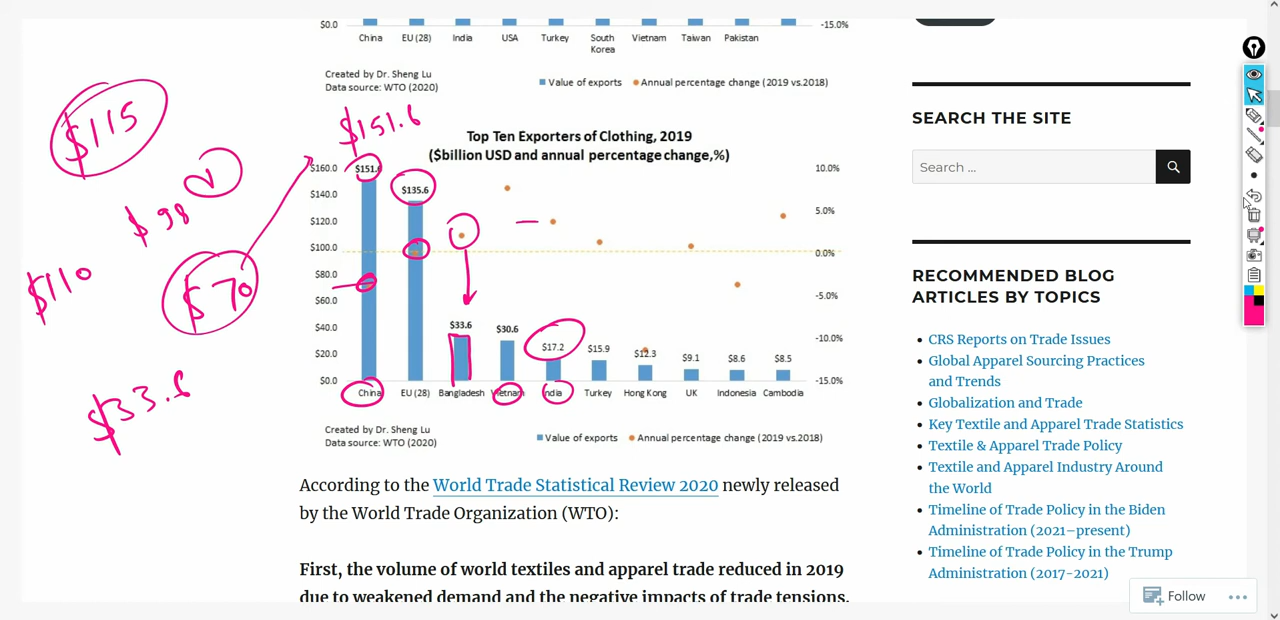 $0.0
-15.0%
China EU (28) India USA Turkey South Korea Vietnam Taiwan Pakistan
Created by Dr. Sheng Lu
Data source: WTO (2020)
Value of exports Annual percentage change (2019 vs.2018)
$115
$98
$70
$110
$33.6
$151.6
Top Ten Exporters of Clothing, 2019
($billion USD and annual percentage change,%)
$160.0
$140.0
$120.0
$100.0
$80.0
$60.0
$40.0
$20.0
$0.0
$151.6 $135.6 $33.6 $30.6 $17.2 $15.9 $12.3 $9.1 $8.6 $8.5
10.0%
5.0%
0.0%
-5.0%
-10.0%
-15.0%
China EU (28) Bangladesh Vietnam India Turkey Hong Kong UK Indonesia Cambodia
Created by Dr. Sheng Lu
Data source: WTO (2020)
Value of exports Annual percentage change (2019 vs.2018)
According to the World Trade Statistical Review 2020 newly released
by the World Trade Organization (WTO):
First, the volume of world textiles and apparel trade reduced in 2019
due to weakened demand and the negative impacts of trade tensions.
SEARCH THE SITE
Search ...
RECOMMENDED BLOG
ARTICLES BY TOPICS
CRS Reports on Trade Issues
Global Apparel Sourcing Practices
and Trends
Globalization and Trade
Key Textile and Apparel Trade Statistics
Textile & Apparel Trade Policy
Textile and Apparel Industry Around
the World
Timeline of Trade Policy in the Biden
Administration (2021–present)
Timeline of Trade Policy in the Trump
Administration (2017-2021)
Follow